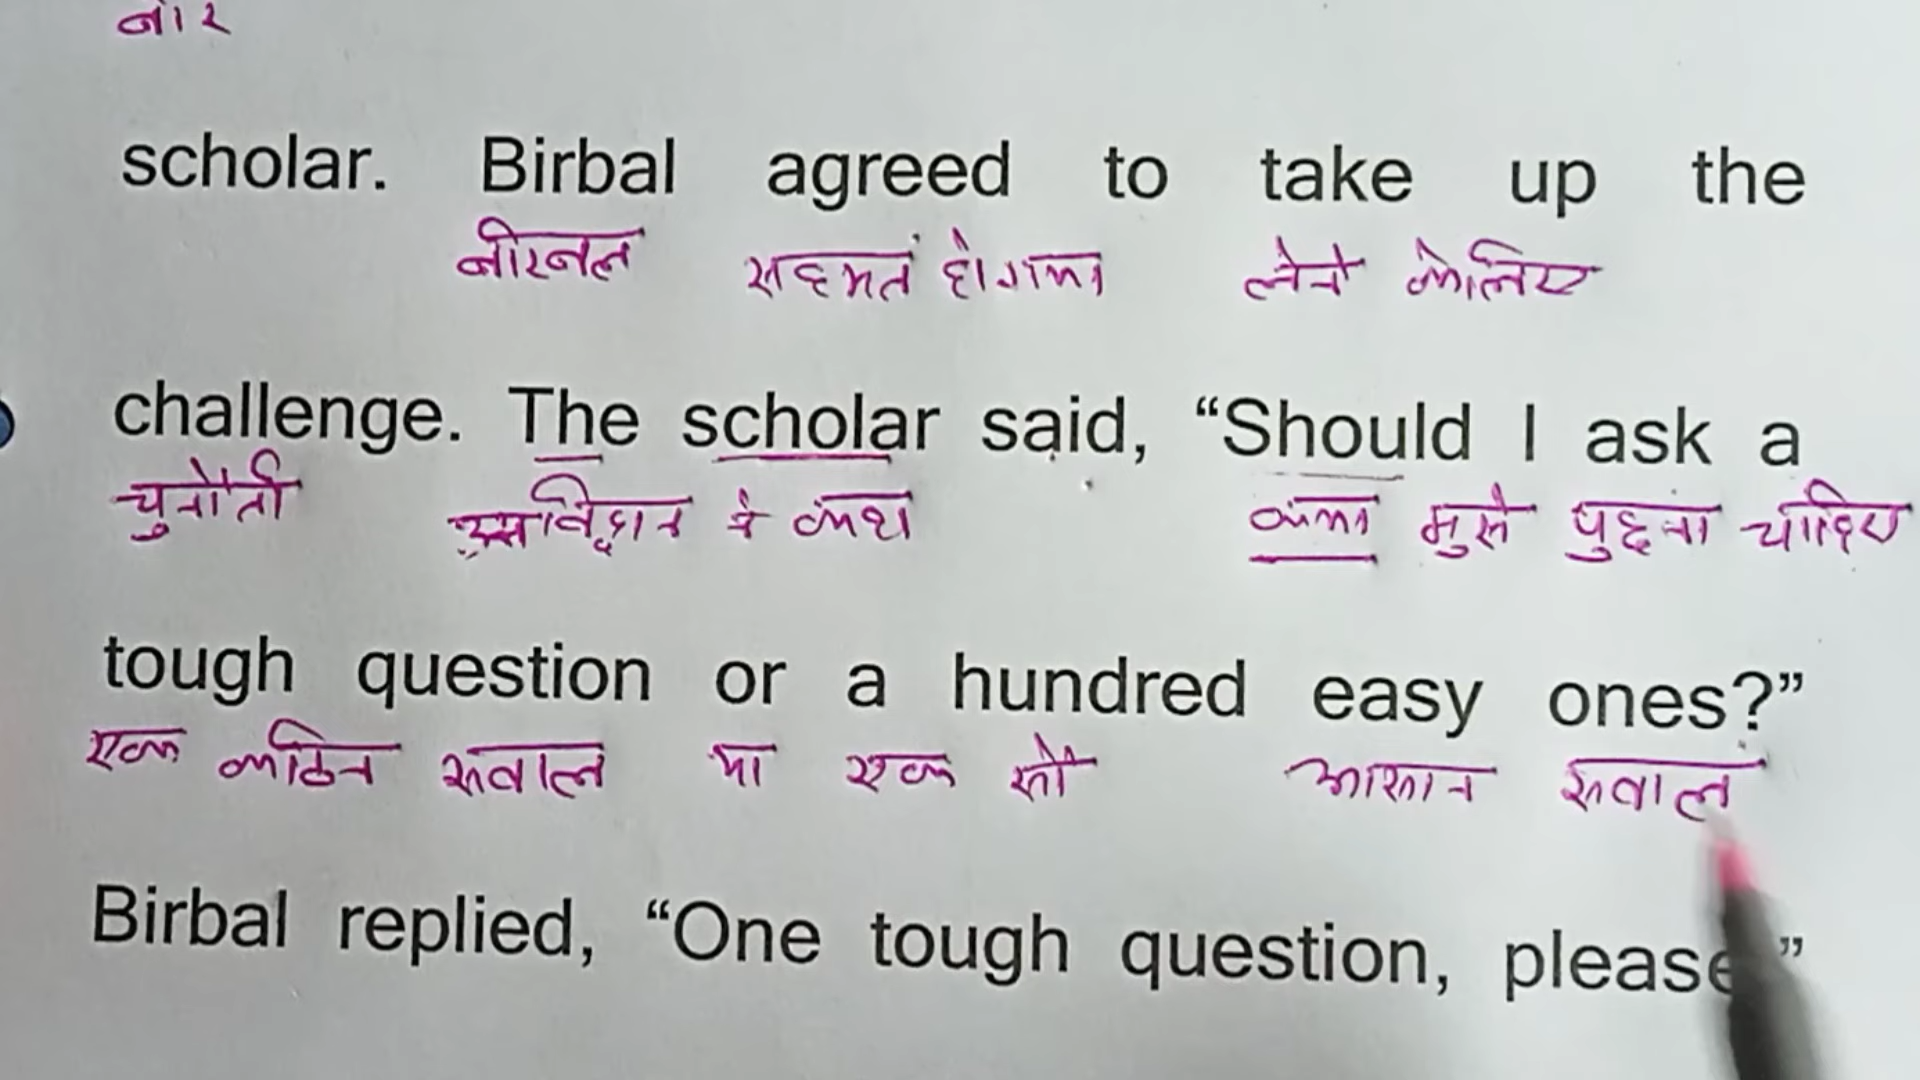 बार
scholar. Birbal agreed to take up the
बीरबल सहमत हो गया लेने के लिए
challenge. The scholar said, “Should I ask a
चुनौती उस विद्वान ने कहा क्या मुझे पुछना चाहिए
tough question or a hundred easy ones?”
एक कठिन सवाल या एक सौ आसान सवाल
Birbal replied, “One tough question, please”